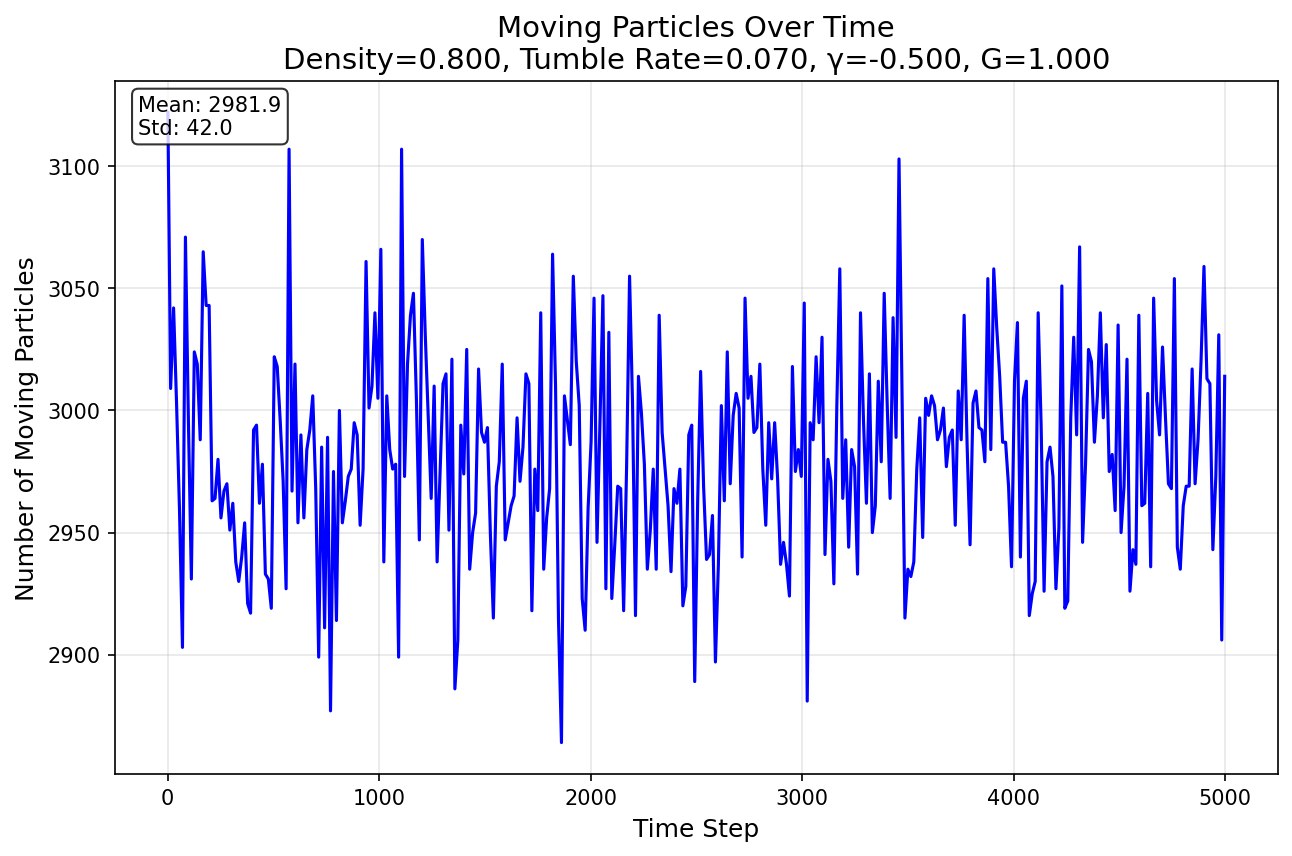 Moving Particles Over Time
Density=0.800, Tumble Rate=0.070, γ=-0.500, G=1.000
Mean: 2981.9
Std: 42.0
Number of Moving Particles
3100
3050
3000
2950
2900
0
1000
2000
3000
4000
5000
Time Step